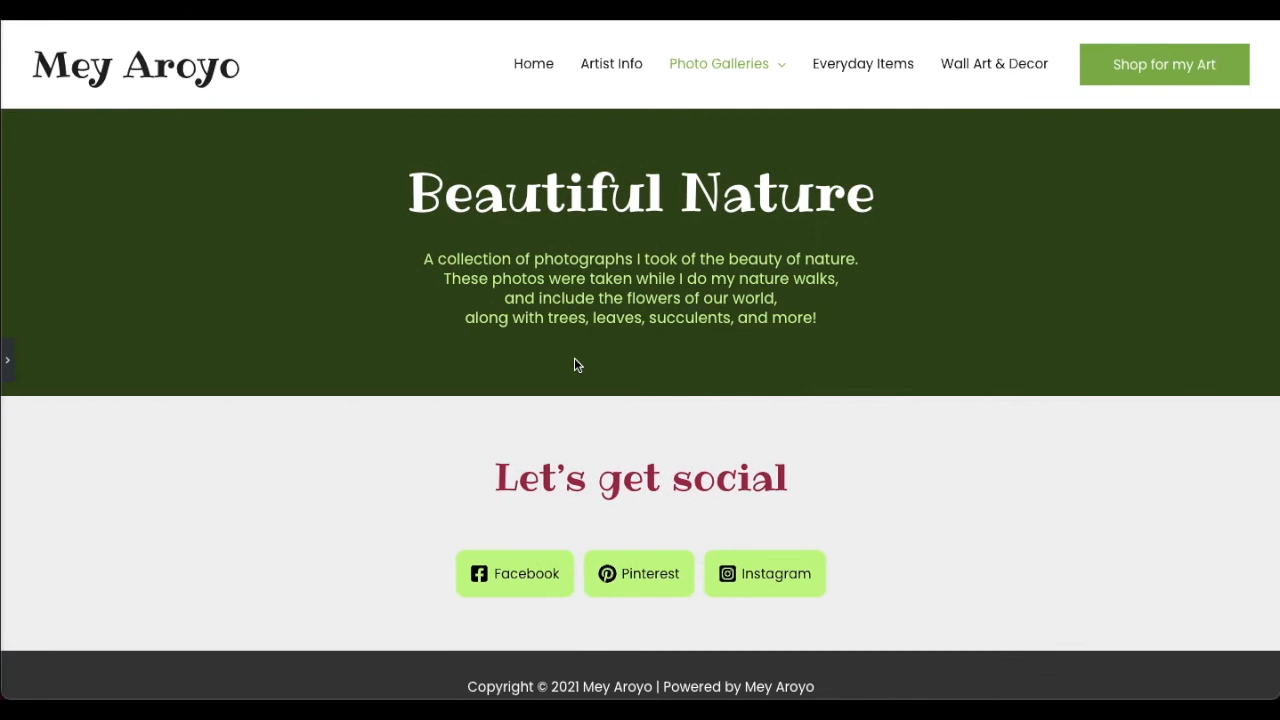 Mey Aroyo
Home
Artist Info
Photo Galleries
Everyday Items
Wall Art & Decor
Shop for my Art
Beautiful Nature
A collection of photographs I took of the beauty of nature.
These photos were taken while I do my nature walks,
and include the flowers of our world,
along with trees, leaves, succulents, and more!
Let's get social
Facebook
Pinterest
Instagram
Copyright © 2021 Mey Aroyo | Powered by Mey Aroyo